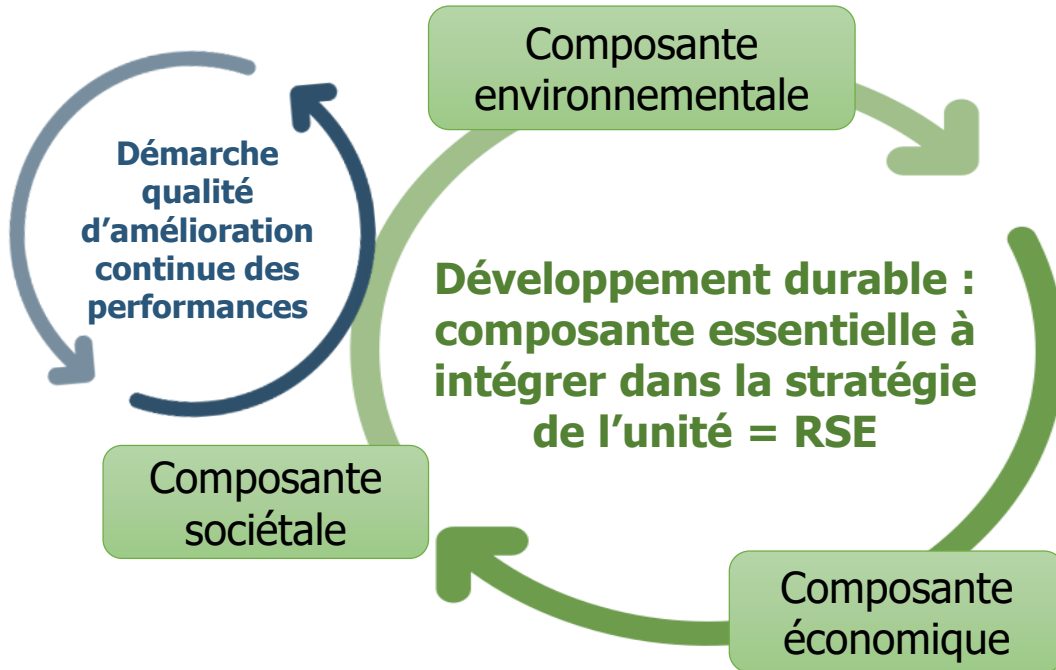 Composante
environnementale
Démarche
qualité
d’amélioration
continue des
performances
Développement durable :
composante essentielle à
intégrer dans la stratégie
de l’unité = RSE
Composante
sociétale
Composante
économique